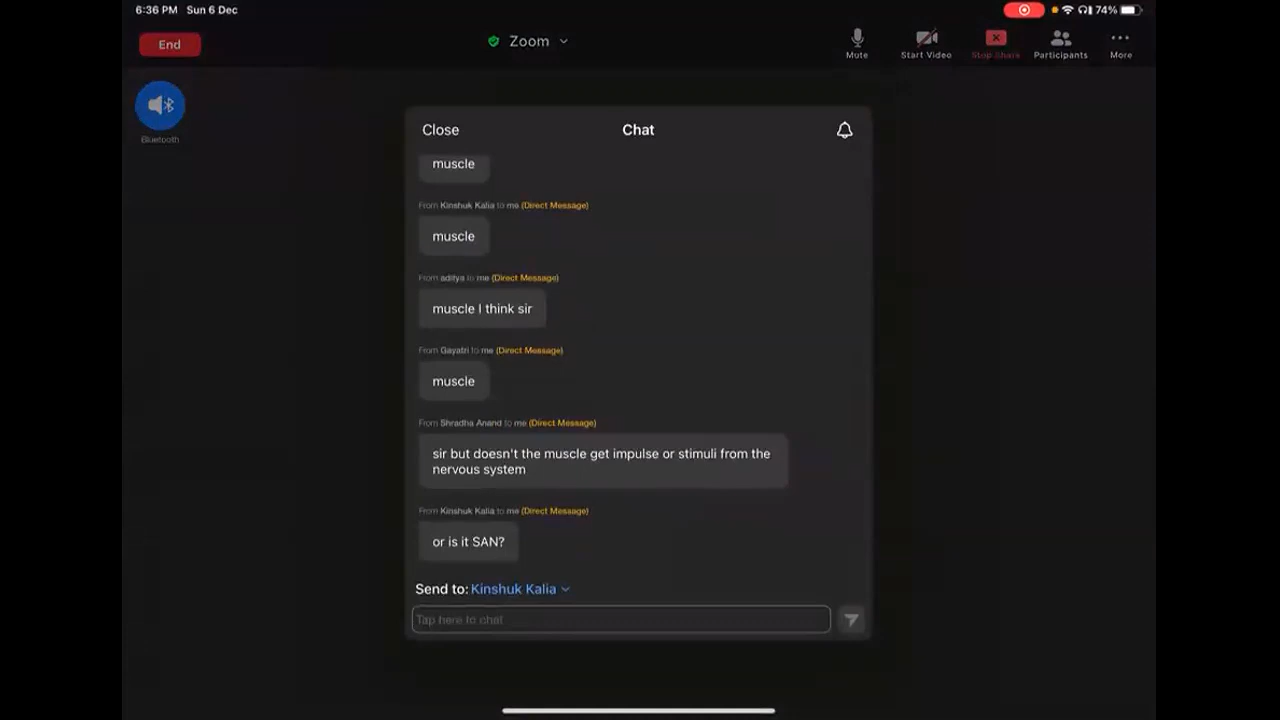 6:36 PM Sun 6 Dec
74%
End
Zoom
Mute
Start Video
Stop Share
Participants
More
Bluetooth
Close
Chat
muscle
From Kinshuk Kalia to me (Direct Message)
muscle
From aditya to me (Direct Message)
muscle I think sir
From Gayatri to me (Direct Message)
muscle
From Shradha Anand to me (Direct Message)
sir but doesn't the muscle get impulse or stimuli from the
nervous system
From Kinshuk Kalia to me (Direct Message)
or is it SAN?
Send to: Kinshuk Kalia
Tap here to chat